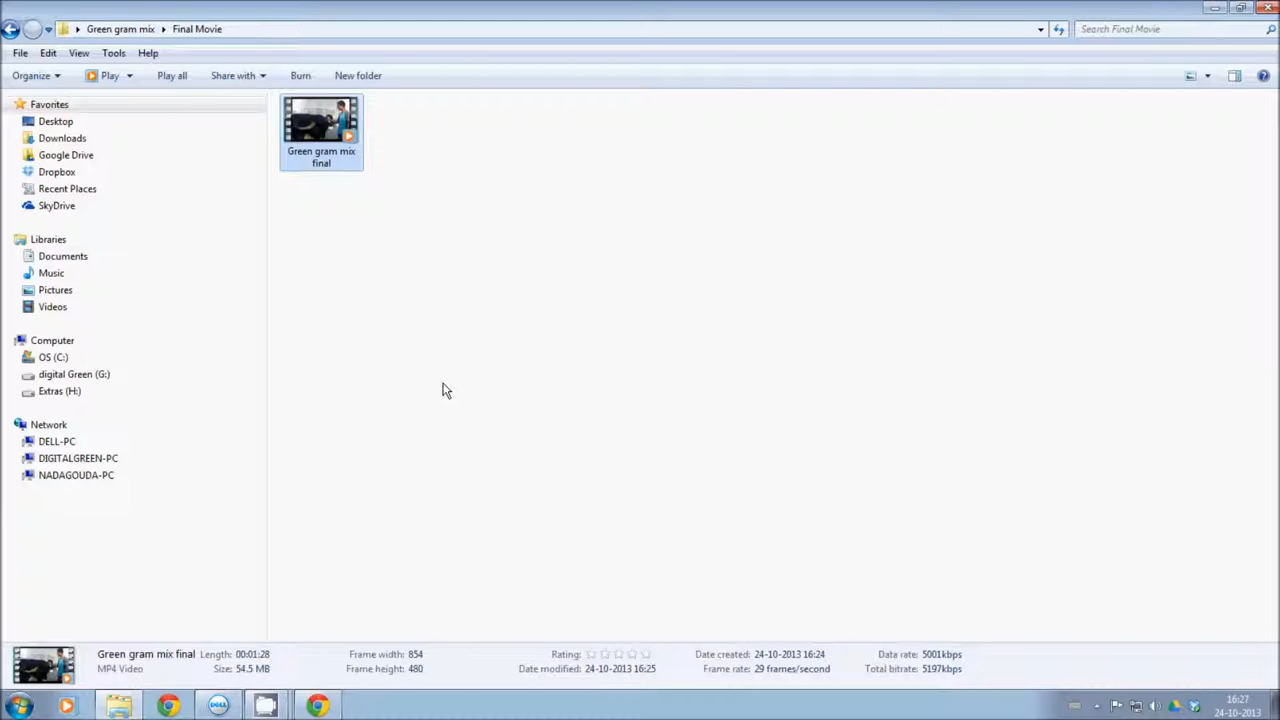 Green gram mix Final Movie
Search Final Movie
File Edit View Tools Help
Organize Play Play all Share with Burn New folder
Favorites
Desktop
Downloads
Google Drive
Dropbox
Recent Places
SkyDrive
Libraries
Documents
Music
Pictures
Videos
Computer
OS (C:)
digital Green (G:)
Extras (H:)
Network
DELL-PC
DIGITALGREEN-PC
NADAGOUDA-PC
Green gram mix
final
Green gram mix final Length: 00:01:28 Frame width: 854 Rating: Date created: 24-10-2013 16:24 Data rate: 5001kbps
MP4 Video Size: 54.5 MB Frame height: 480 Date modified: 24-10-2013 16:25 Frame rate: 29 frames/second Total bitrate: 5197kbps
DELL
16:27
24-10-2013